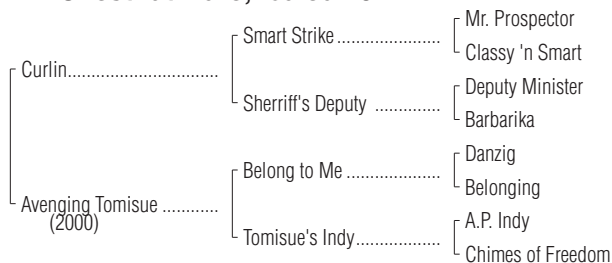 Mr. Prospector
Smart Strike
Classy 'n Smart
Curlin
Deputy Minister
Sherriff's Deputy
Barbarika
Danzig
Belong to Me
Belonging
Avenging Tomisue
(2000)
A.P. Indy
Tomisue's Indy
Chimes of Freedom